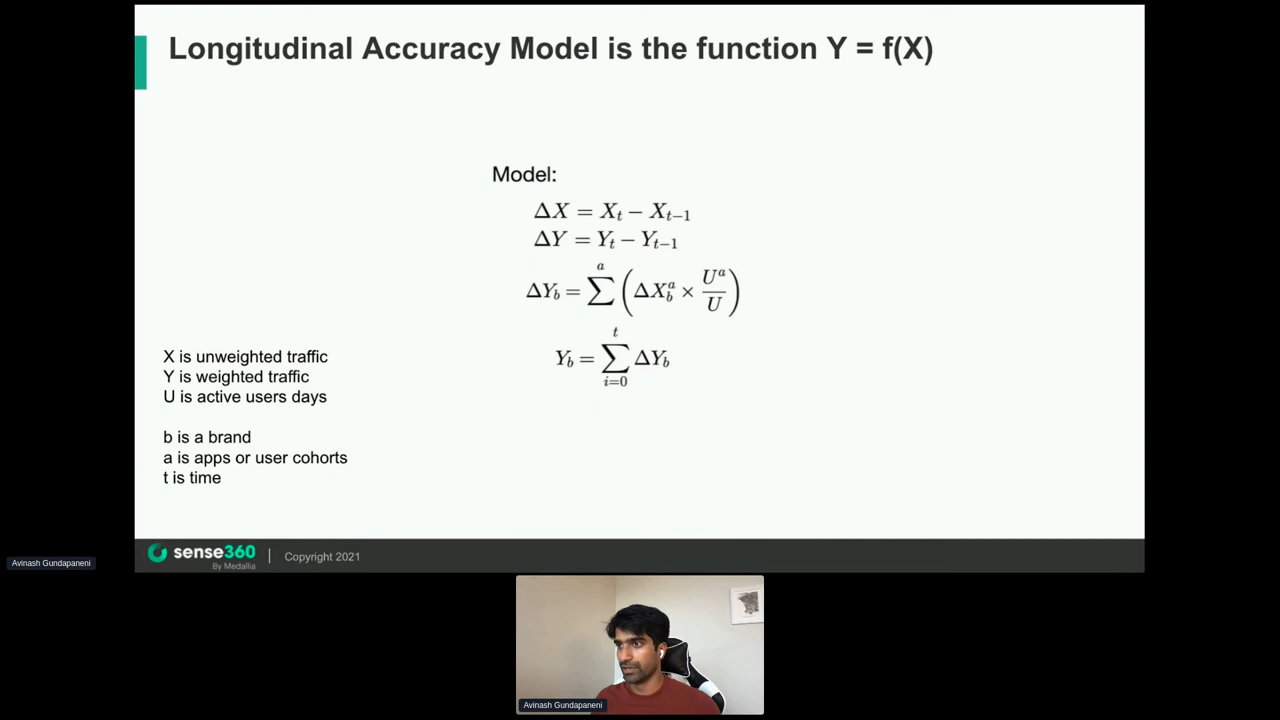 Longitudinal Accuracy Model is the function Y = f(X)
Model:
ΔX = X_t − X_{t−1}
ΔY = Y_t − Y_{t−1}
ΔY_b = ∑^a (ΔX_b^a × U^a/U)
Y_b = ∑_{i=0}^t ΔY_b
X is unweighted traffic
Y is weighted traffic
U is active users days
b is a brand
a is apps or user cohorts
t is time
sense360 | Copyright 2021
By Medallia
Avinash Gundapaneni
Avinash Gundapaneni